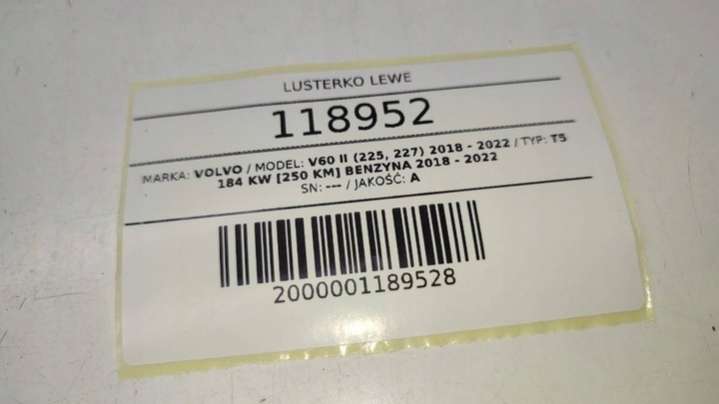 LUSTERKO LEWE
118952
MARKA: VOLVO / MODEL: V60 II (225, 227) 2018 - 2022 / TYP: T5
184 KW [250 KM] BENZYNA 2018 - 2022
SN: --- / JAKOŚĆ: A
2000001189528